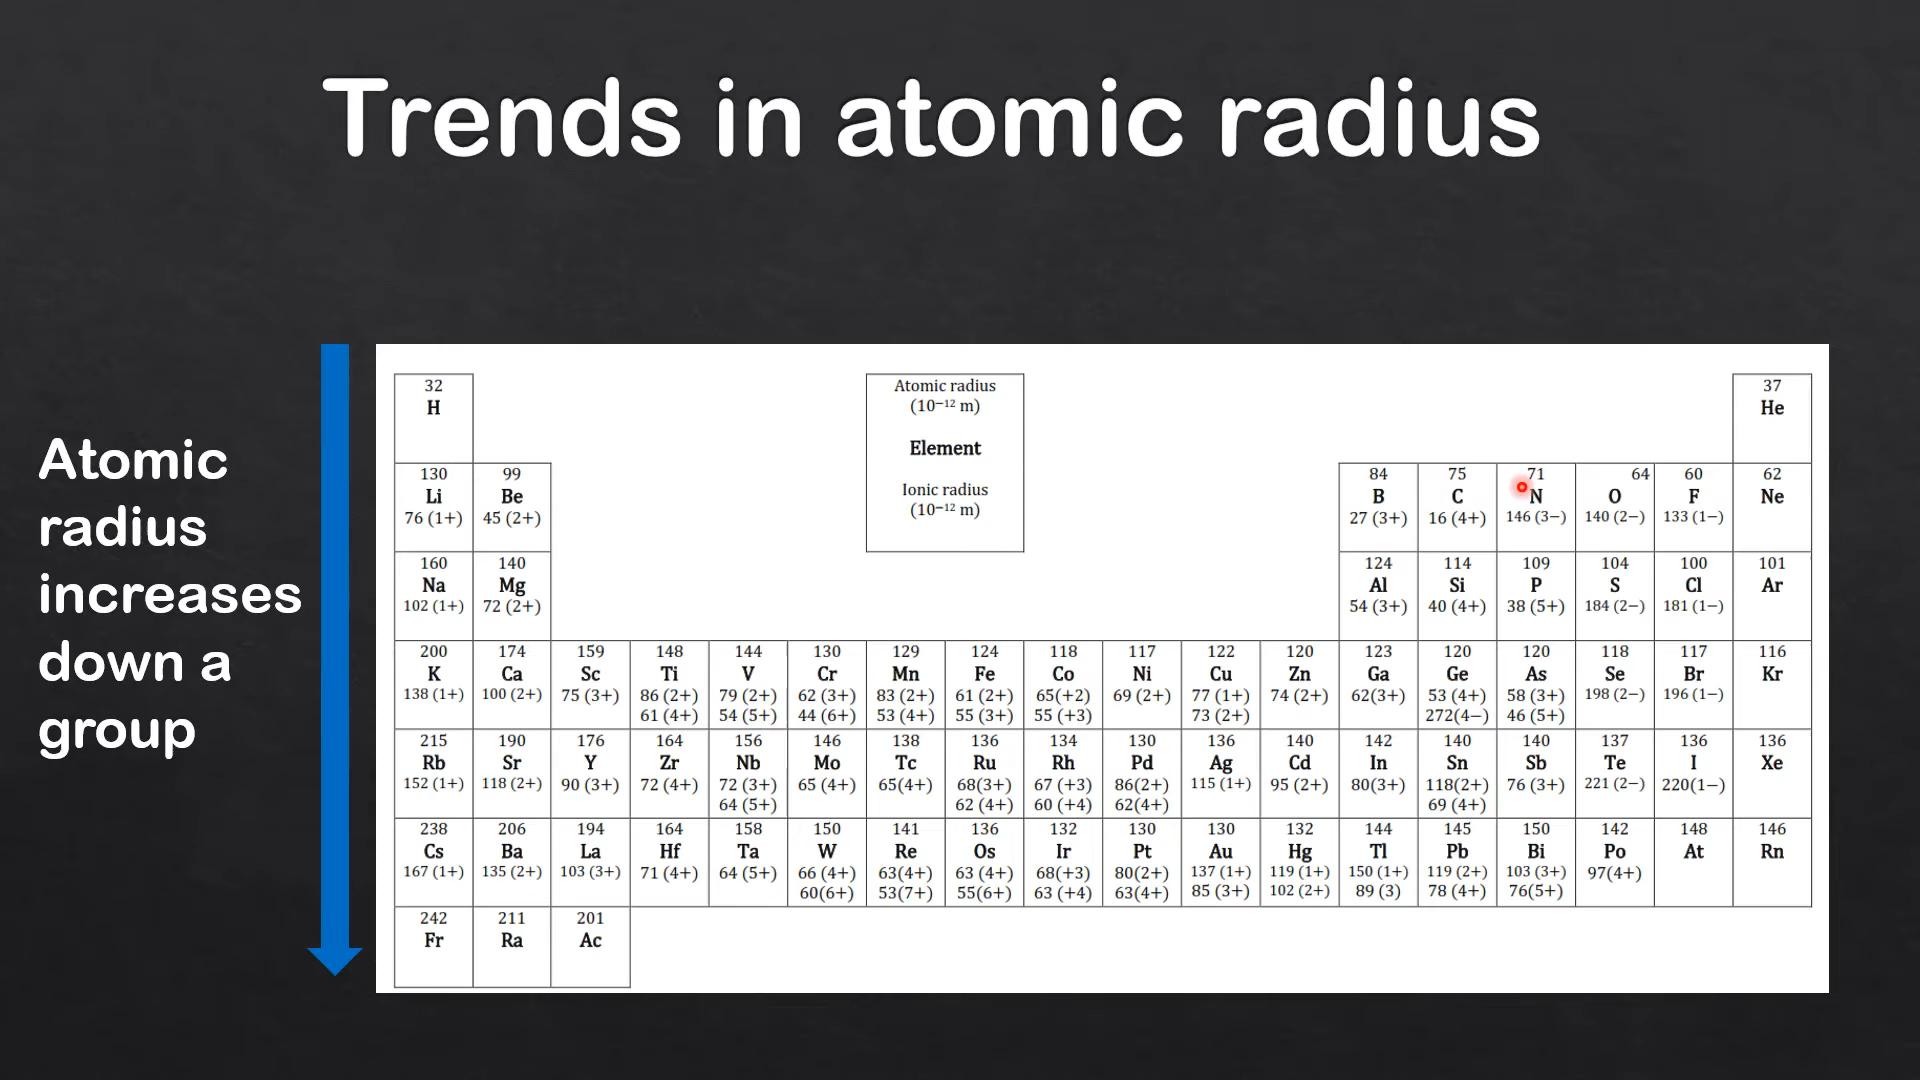 Trends in atomic radius
Atomic
radius
increases
down a
group
32 Atomic radius 37
H (10⁻¹² m) He
Element
130 99 84 75 71 64 60 62
Li Be Ionic radius B C N O F Ne
76 (1+) 45 (2+) (10⁻¹² m) 27 (3+) 16 (4+) 146 (3−) 140 (2−) 133 (1−)
160 140 124 114 109 104 100 101
Na Mg Al Si P S Cl Ar
102 (1+) 72 (2+) 54 (3+) 40 (4+) 38 (5+) 184 (2−) 181 (1−)
200 174 159 148 144 130 129 124 118 117 122 120 123 120 120 118 117 116
K Ca Sc Ti V Cr Mn Fe Co Ni Cu Zn Ga Ge As Se Br Kr
138 (1+) 100 (2+) 75 (3+) 86 (2+) 79 (2+) 62 (3+) 83 (2+) 61 (2+) 65(+2) 69 (2+) 77 (1+) 74 (2+) 62(3+) 53 (4+) 58 (3+) 198 (2−) 196 (1−)
61 (4+) 54 (5+) 44 (6+) 53 (4+) 55 (3+) 55 (+3) 73 (2+) 272(4−) 46 (5+)
215 190 176 164 156 146 138 136 134 130 136 140 142 140 140 137 136 136
Rb Sr Y Zr Nb Mo Tc Ru Rh Pd Ag Cd In Sn Sb Te I Xe
152 (1+) 118 (2+) 90 (3+) 72 (4+) 72 (3+) 65 (4+) 65(4+) 68(3+) 67 (+3) 86(2+) 115 (1+) 95 (2+) 80(3+) 118(2+) 76 (3+) 221 (2−) 220(1−)
64 (5+) 62 (4+) 60 (+4) 62(4+) 69 (4+)
238 206 194 164 158 150 141 136 132 130 130 132 144 145 150 142 148 146
Cs Ba La Hf Ta W Re Os Ir Pt Au Hg Tl Pb Bi Po At Rn
167 (1+) 135 (2+) 103 (3+) 71 (4+) 64 (5+) 66 (4+) 63(4+) 63 (4+) 68(+3) 80(2+) 137 (1+) 119 (1+) 150 (1+) 119 (2+) 103 (3+) 97(4+)
60(6+) 53(7+) 55(6+) 63 (+4) 63(4+) 85 (3+) 102 (2+) 89 (3) 78 (4+) 76(5+)
242 211 201
Fr Ra Ac